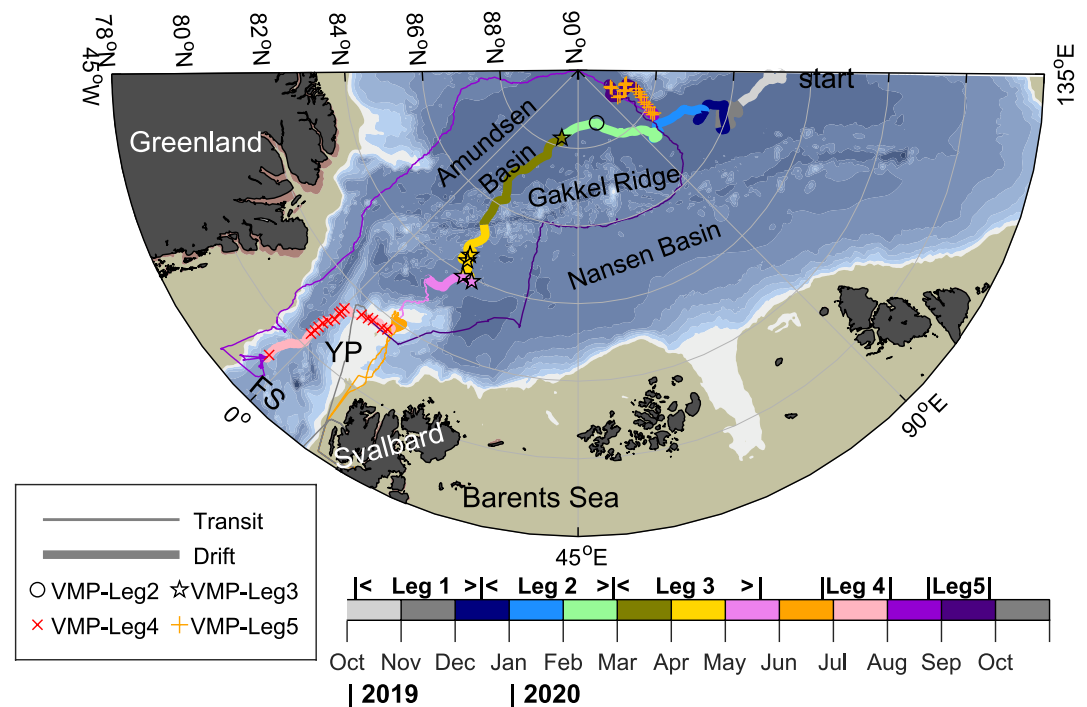 78°N 80°N 82°N 84°N 86°N 88°N 90°N
45°W
135°E
start
Greenland
Amundsen
Basin
Gakkel Ridge
Nansen Basin
YP
FS
0°
90°E
Svalbard
Barents Sea
45°E
Transit
Drift
VMP-Leg2 VMP-Leg3
VMP-Leg4 VMP-Leg5
|< Leg 1 >|< Leg 2 >|< Leg 3 >| |Leg 4| |Leg5|
Oct Nov Dec Jan Feb Mar Apr May Jun Jul Aug Sep Oct
| 2019 | 2020